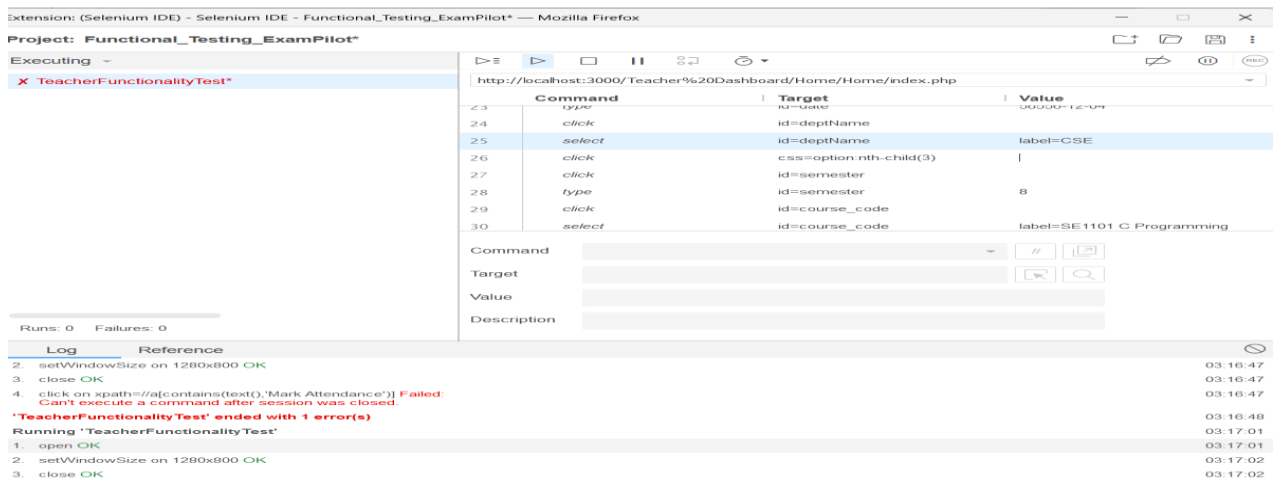 Extension: (Selenium IDE) - Selenium IDE - Functional_Testing_ExamPilot* — Mozilla Firefox
Project: Functional_Testing_ExamPilot*
Executing
TeacherFunctionalityTest*
Runs: 0 Failures: 0
REC
http://localhost:3000/Teacher%20Dashboard/Home/Home/index.php
Command Target Value
23 type id=date
24 click id=deptName
25 select id=deptName label=CSE
26 click css=option:nth-child(3)
27 click id=semester
28 type id=semester 8
29 click id=course_code
30 select id=course_code label=SE1101 C Programming
Command //
Target
Value
Description
Log Reference
2. setWindowSize on 1280x800 OK 03:16:47
3. close OK 03:16:47
4. click on xpath=//a[contains(text(),'Mark Attendance')] Failed: 03:16:47
Can't execute a command after session was closed.
'TeacherFunctionalityTest' ended with 1 error(s) 03:16:48
Running 'TeacherFunctionalityTest' 03:17:01
1. open OK 03:17:01
2. setWindowSize on 1280x800 OK 03:17:02
3. close OK 03:17:02